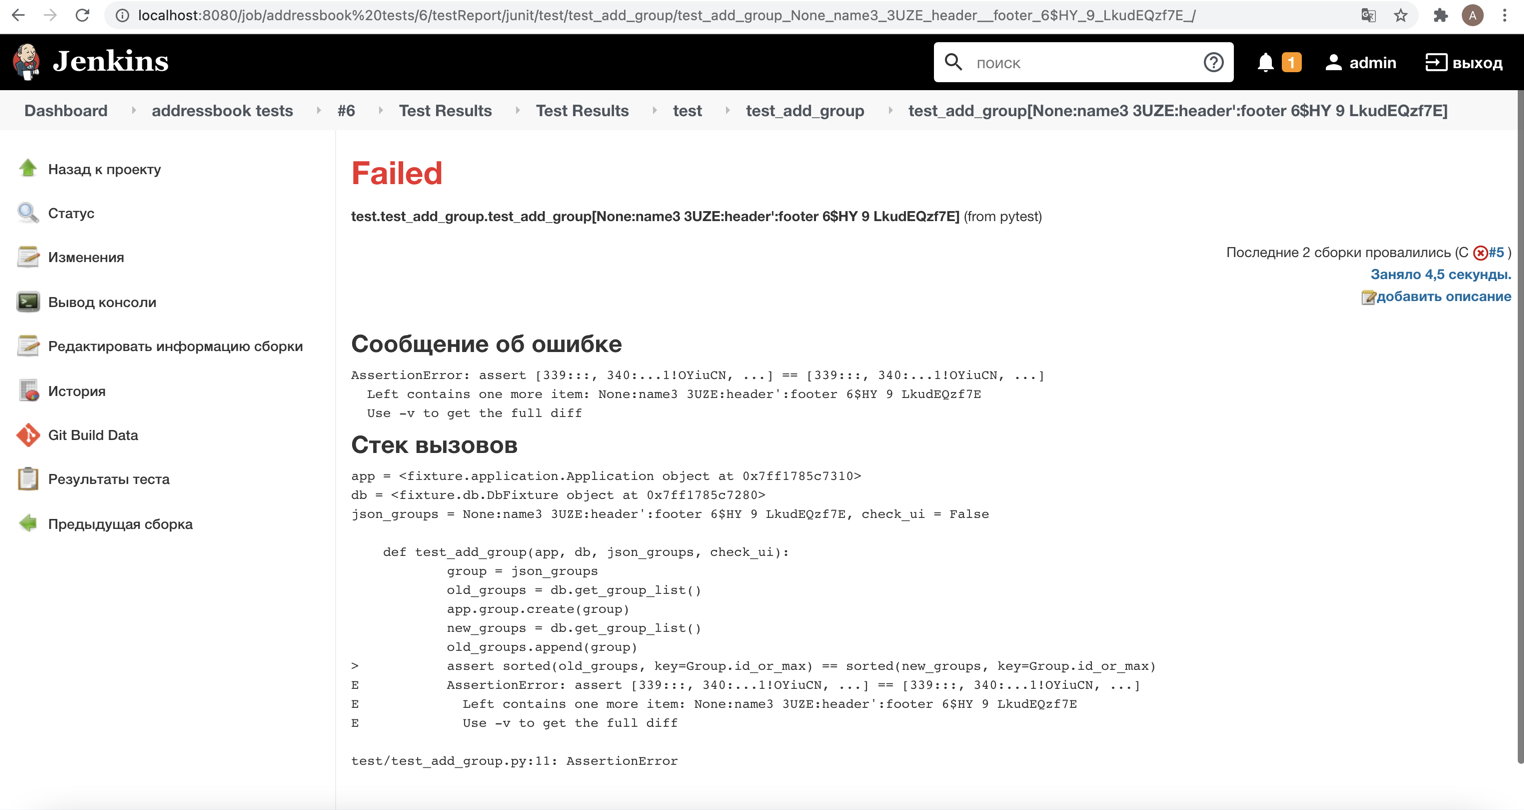 localhost:8080/job/addressbook%20tests/6/testReport/junit/test/test_add_group/test_add_group_None_name3_3UZE_header__footer_6$HY_9_LkudEQzf7E_/
A
Jenkins
поиск
1
admin
выход
Dashboard addressbook tests #6 Test Results Test Results test test_add_group test_add_group[None:name3 3UZE:header':footer 6$HY 9 LkudEQzf7E]
Назад к проекту
Статус
Изменения
Вывод консоли
Редактировать информацию сборки
История
Git Build Data
Результаты теста
Предыдущая сборка
Failed
test.test_add_group.test_add_group[None:name3 3UZE:header':footer 6$HY 9 LkudEQzf7E] (from pytest)
Последние 2 сборки провалились (С #5 )
Заняло 4,5 секунды.
добавить описание
Сообщение об ошибке
AssertionError: assert [339:::, 340:...1!OYiuCN, ...] == [339:::, 340:...1!OYiuCN, ...]
  Left contains one more item: None:name3 3UZE:header':footer 6$HY 9 LkudEQzf7E
  Use -v to get the full diff
Стек вызовов
app = <fixture.application.Application object at 0x7ff1785c7310>
db = <fixture.db.DbFixture object at 0x7ff1785c7280>
json_groups = None:name3 3UZE:header':footer 6$HY 9 LkudEQzf7E, check_ui = False
    def test_add_group(app, db, json_groups, check_ui):
            group = json_groups
            old_groups = db.get_group_list()
            app.group.create(group)
            new_groups = db.get_group_list()
            old_groups.append(group)
>           assert sorted(old_groups, key=Group.id_or_max) == sorted(new_groups, key=Group.id_or_max)
E           AssertionError: assert [339:::, 340:...1!OYiuCN, ...] == [339:::, 340:...1!OYiuCN, ...]
E             Left contains one more item: None:name3 3UZE:header':footer 6$HY 9 LkudEQzf7E
E             Use -v to get the full diff
test/test_add_group.py:11: AssertionError